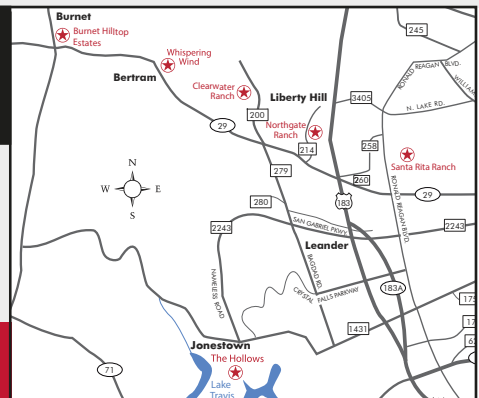 Burnet
Burnet Hilltop
Estates
245
Whispering
Wind
RONALD REAGAN BLVD.
Bertram
Clearwater
Ranch
Liberty Hill
3405
N. LAKE RD.
200
29
Northgate
Ranch
214
258
Santa Rita Ranch
279
260
N
W
E
S
183
29
280
RONALD REAGAN BLVD.
2243
SAN GABRIEL PKWY.
2243
Leander
BAGDAD RD.
NAMELESS ROAD
CRYSTAL FALLS PARKWAY
183A
1431
Jonestown
The Hollows
71
Lake
Travis